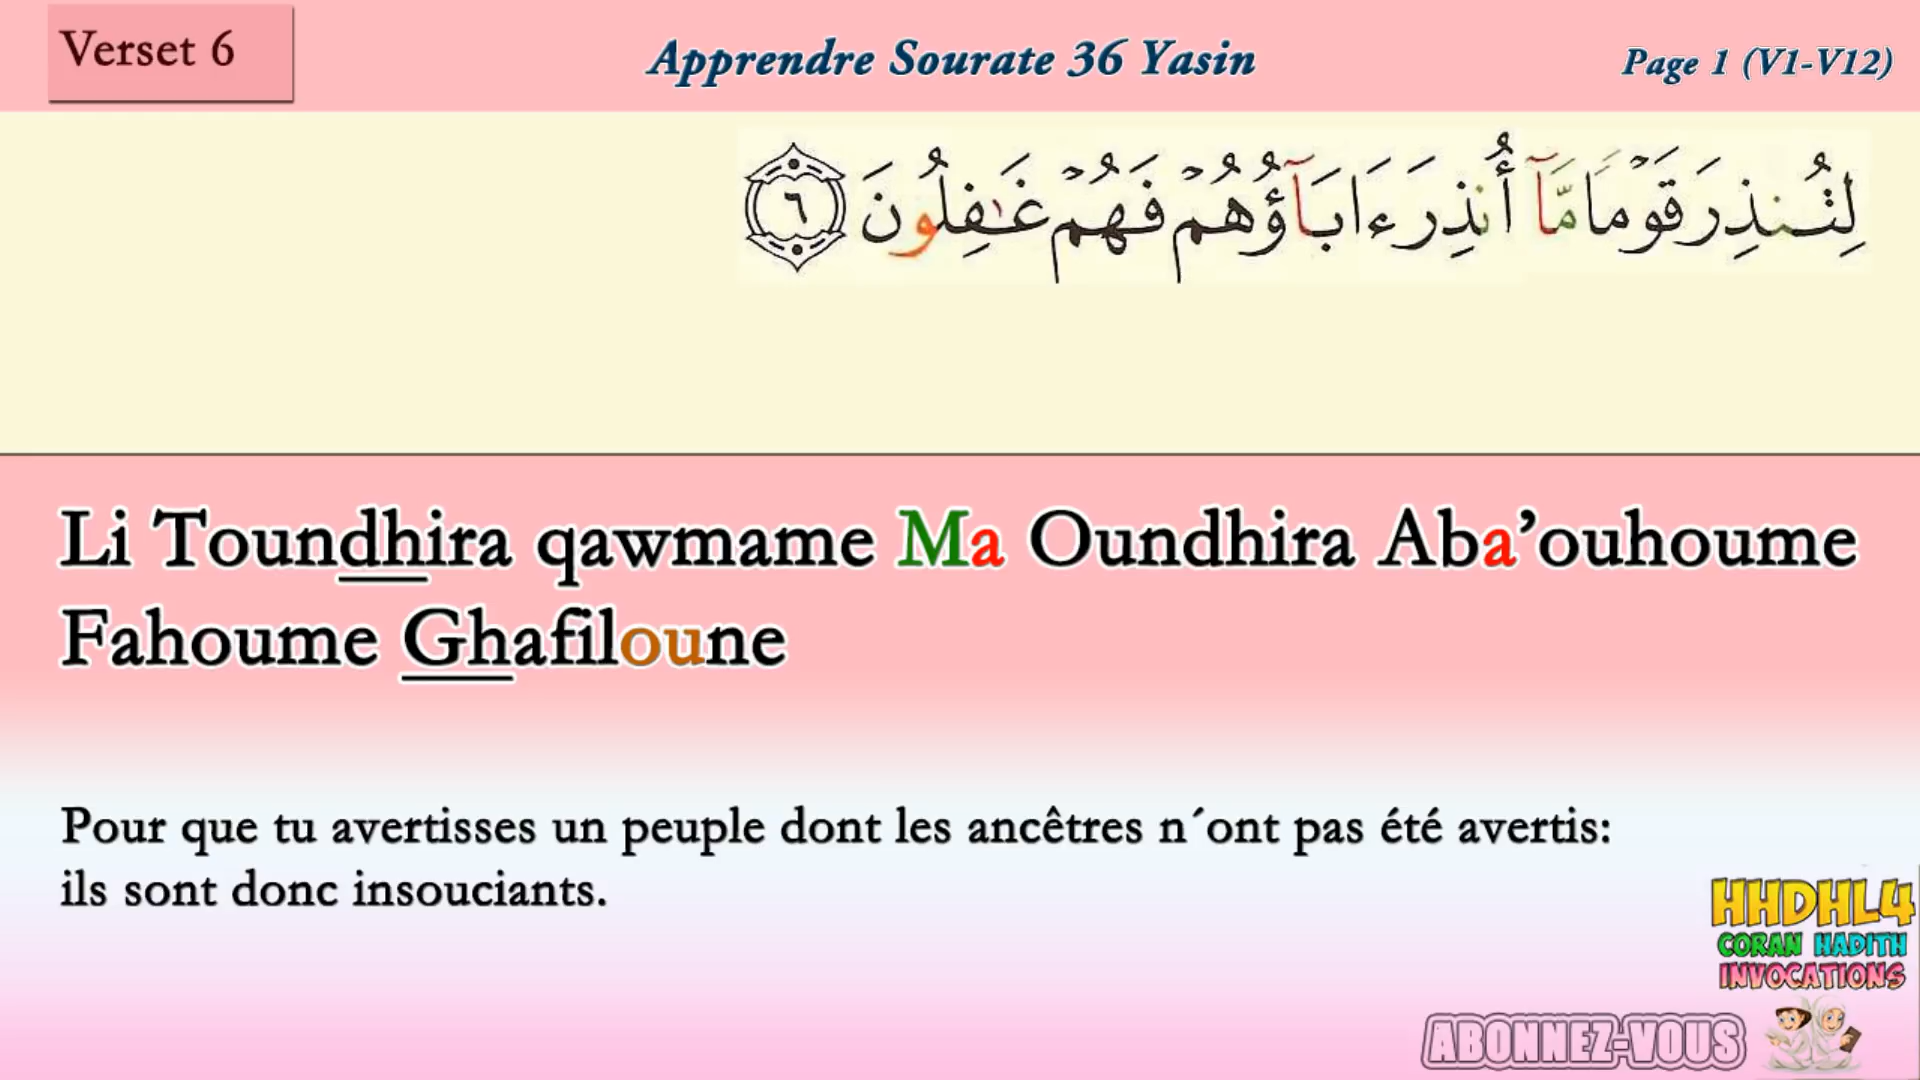 Verset 6
Apprendre Sourate 36 Yasin
Page 1 (V1-V12)
لِتُنذِرَ قَوْمًا مَّآ أُنذِرَ ءَابَآؤُهُمْ فَهُمْ غَـٰفِلُونَ ٦
Li Toundhira qawmame Ma Oundhira Aba’ouhoume
Fahoume Ghafiloune
Pour que tu avertisses un peuple dont les ancêtres n´ont pas été avertis:
ils sont donc insouciants.
HHDHL4
CORAN HADITH
INVOCATIONS
ABONNEZ-VOUS